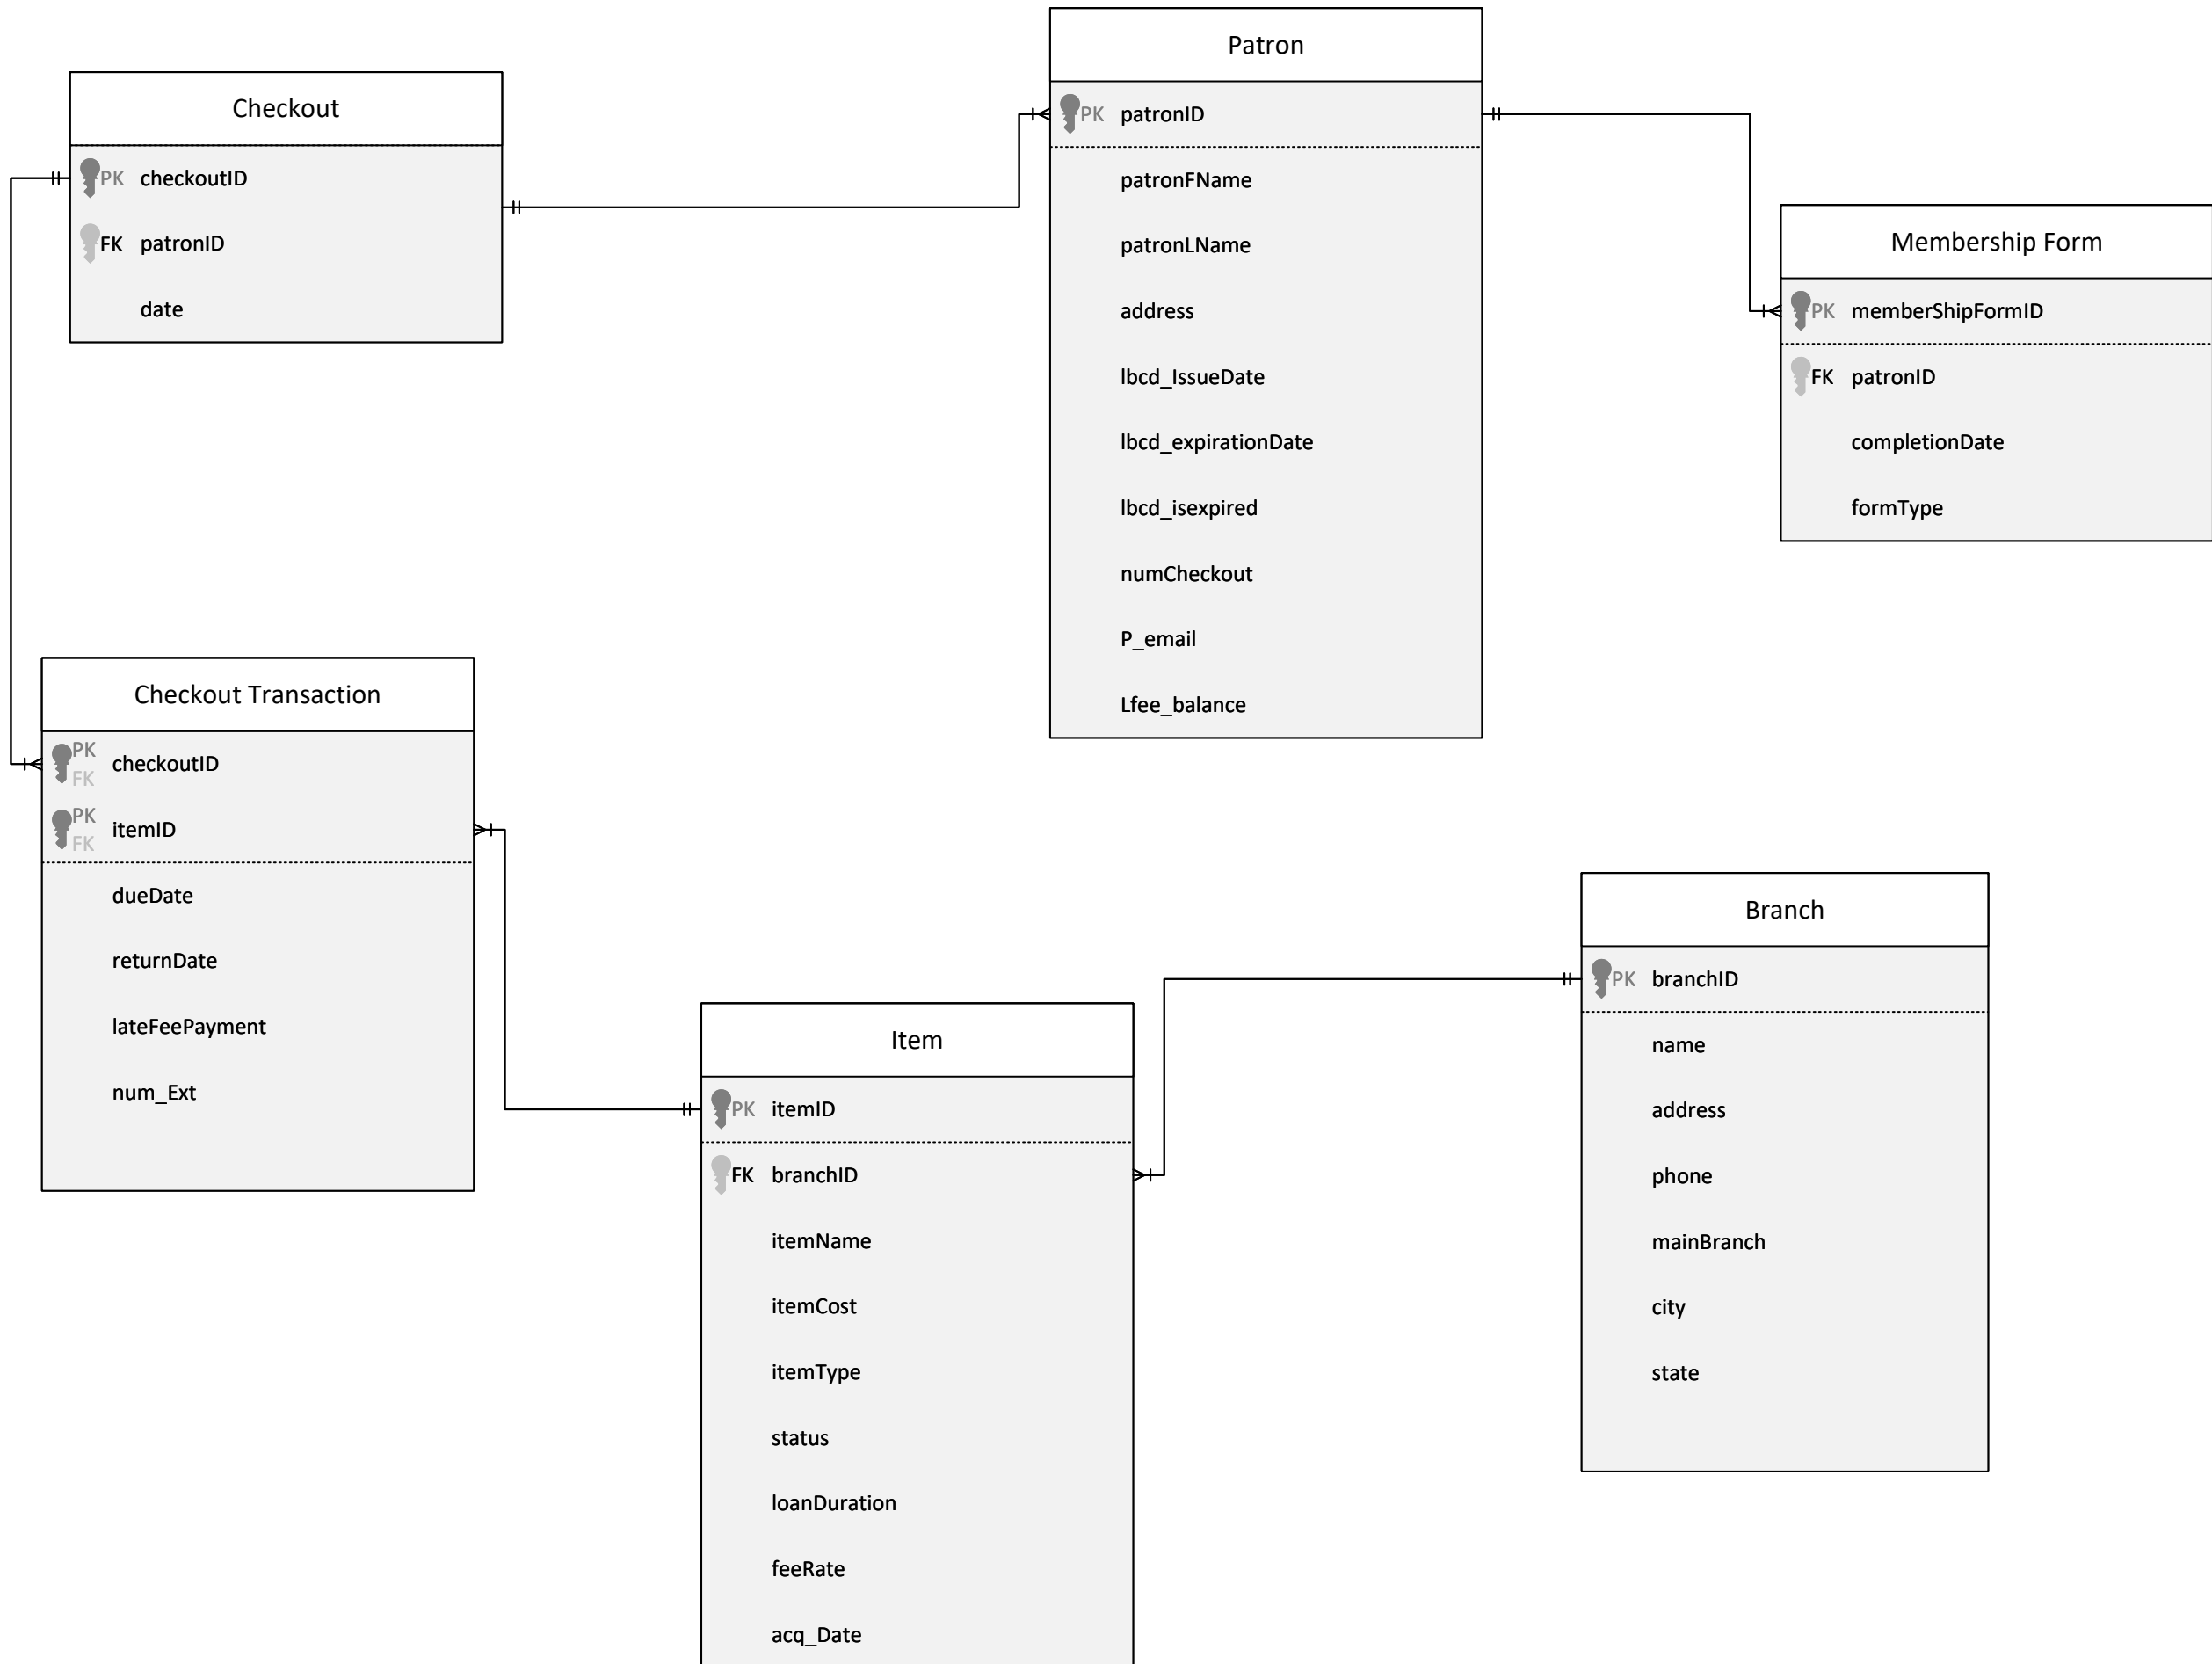 Patron
PK patronID
patronFName
patronLName
address
lbcd_IssueDate
lbcd_expirationDate
lbcd_isexpired
numCheckout
P_email
Lfee_balance
Checkout
PK checkoutID
FK patronID
date
Membership Form
PK memberShipFormID
FK patronID
completionDate
formType
Checkout Transaction
PK
FK checkoutID
PK
FK itemID
dueDate
returnDate
lateFeePayment
num_Ext
Item
PK itemID
FK branchID
itemName
itemCost
itemType
status
loanDuration
feeRate
acq_Date
Branch
PK branchID
name
address
phone
mainBranch
city
state